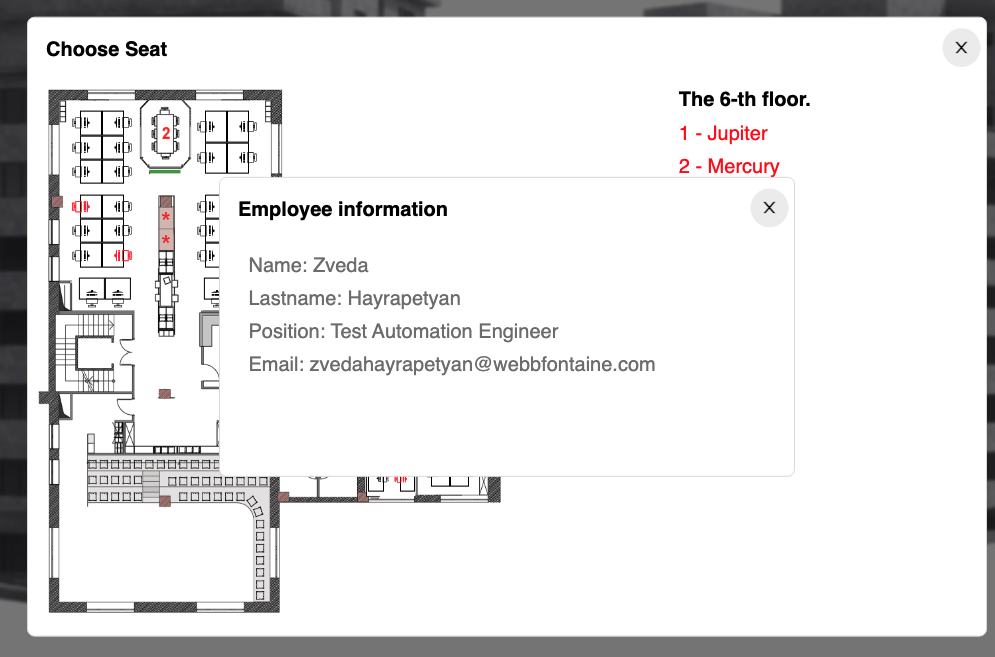 Choose Seat
X
The 6-th floor.
1 - Jupiter
2 - Mercury
2
*
*
Employee information
X
Name: Zveda
Lastname: Hayrapetyan
Position: Test Automation Engineer
Email: zvedahayrapetyan@webbfontaine.com